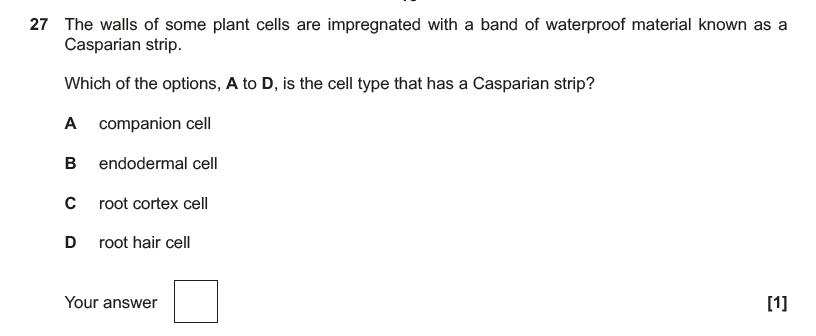 27 The walls of some plant cells are impregnated with a band of waterproof material known as a
Casparian strip.
Which of the options, A to D, is the cell type that has a Casparian strip?
A companion cell
B endodermal cell
C root cortex cell
D root hair cell
Your answer [1]